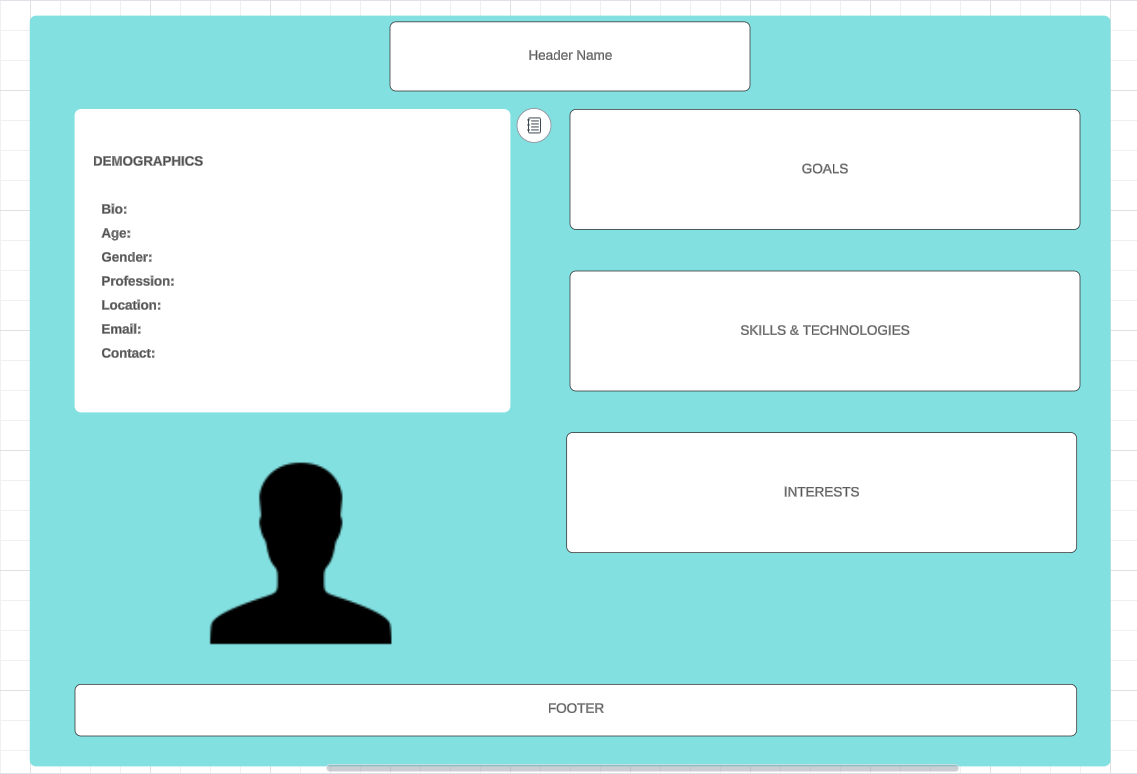 Header Name
DEMOGRAPHICS
Bio:
Age:
Gender:
Profession:
Location:
Email:
Contact:
GOALS
SKILLS & TECHNOLOGIES
INTERESTS
FOOTER